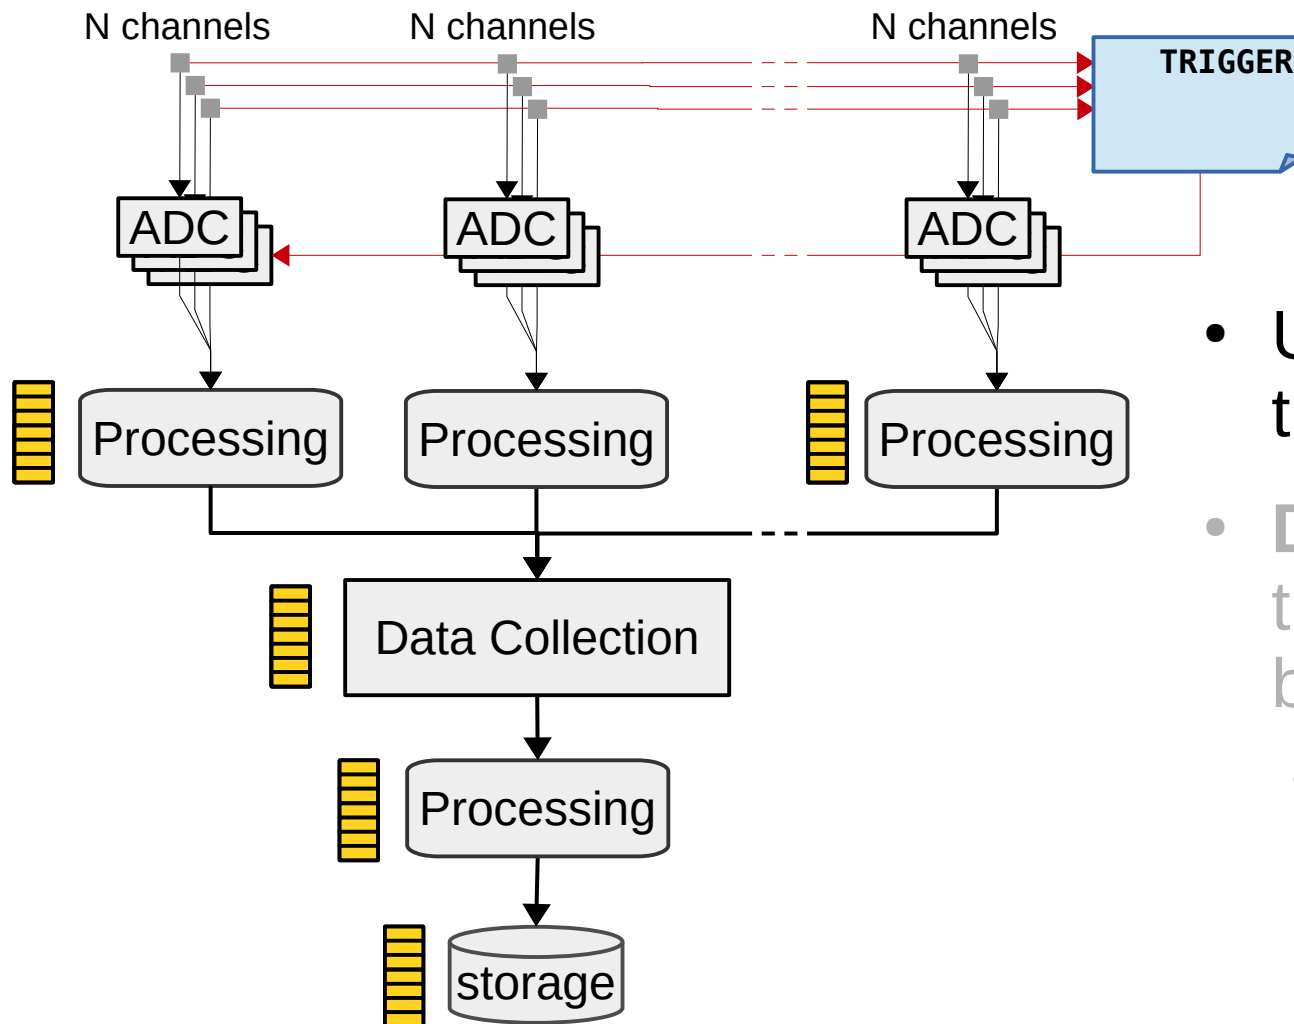 N channels N channels N channels
TRIGGER
ADC ADC ADC
Processing Processing Processing
Data Collection
Processing
storage